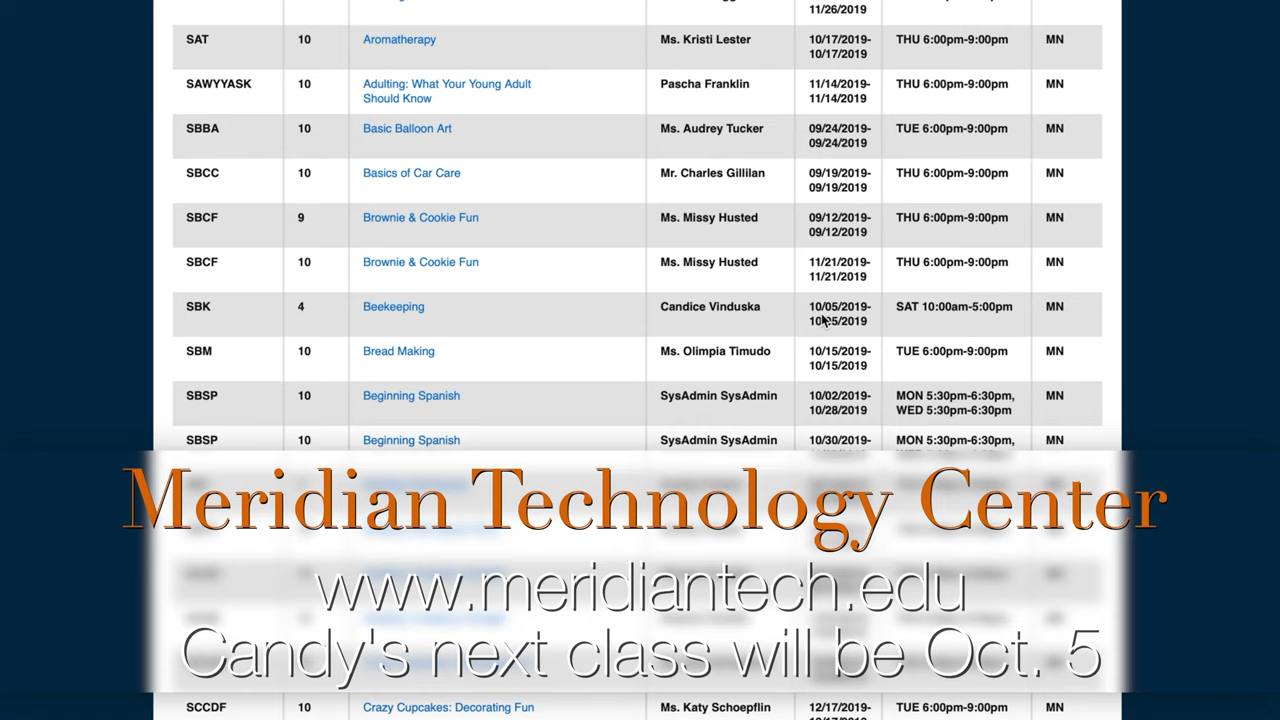 11/26/2019
SAT 10 Aromatherapy Ms. Kristi Lester 10/17/2019- THU 6:00pm-9:00pm MN
10/17/2019
SAWYYASK 10 Adulting: What Your Young Adult Pascha Franklin 11/14/2019- THU 6:00pm-9:00pm MN
Should Know 11/14/2019
SBBA 10 Basic Balloon Art Ms. Audrey Tucker 09/24/2019- TUE 6:00pm-9:00pm MN
09/24/2019
SBCC 10 Basics of Car Care Mr. Charles Gillilan 09/19/2019- THU 6:00pm-9:00pm MN
09/19/2019
SBCF 9 Brownie & Cookie Fun Ms. Missy Husted 09/12/2019- THU 6:00pm-9:00pm MN
09/12/2019
SBCF 10 Brownie & Cookie Fun Ms. Missy Husted 11/21/2019- THU 6:00pm-9:00pm MN
11/21/2019
SBK 4 Beekeeping Candice Vinduska 10/05/2019- SAT 10:00am-5:00pm MN
SBM 10 Bread Making Ms. Olimpia Timudo 10/15/2019- TUE 6:00pm-9:00pm MN
10/15/2019
SBSP 10 Beginning Spanish SysAdmin SysAdmin 10/02/2019- MON 5:30pm-6:30pm, MN
10/28/2019 WED 5:30pm-6:30pm
SBSP 10 Beginning Spanish SysAdmin SysAdmin 10/30/2019- MON 5:30pm-6:30pm, MN
Meridian Technology Center
www.meridiantech.edu
Candy's next class will be Oct. 5
SCCDF 10 Crazy Cupcakes: Decorating Fun Ms. Katy Schoepflin 12/17/2019- TUE 6:00pm-9:00pm MN